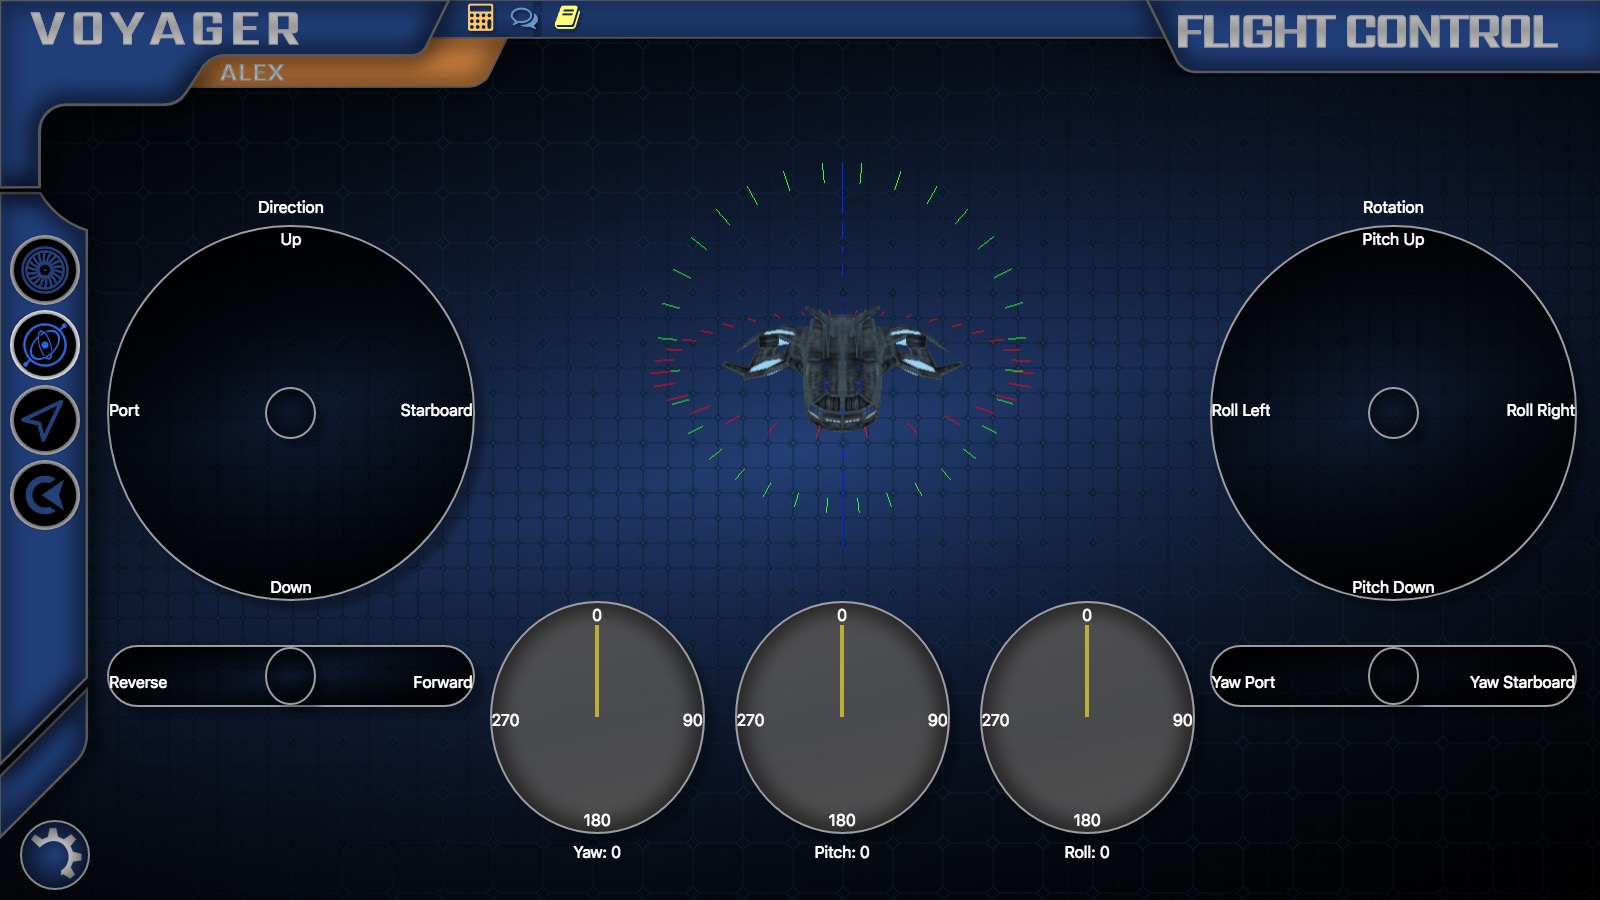 VOYAGER
FLIGHT CONTROL
ALEX
Direction
Up
Port
Starboard
Down
Reverse
Forward
Rotation
Pitch Up
Roll Left
Roll Right
Pitch Down
Yaw Port
Yaw Starboard
0
270
90
180
Yaw: 0
0
270
90
180
Pitch: 0
0
270
90
180
Roll: 0